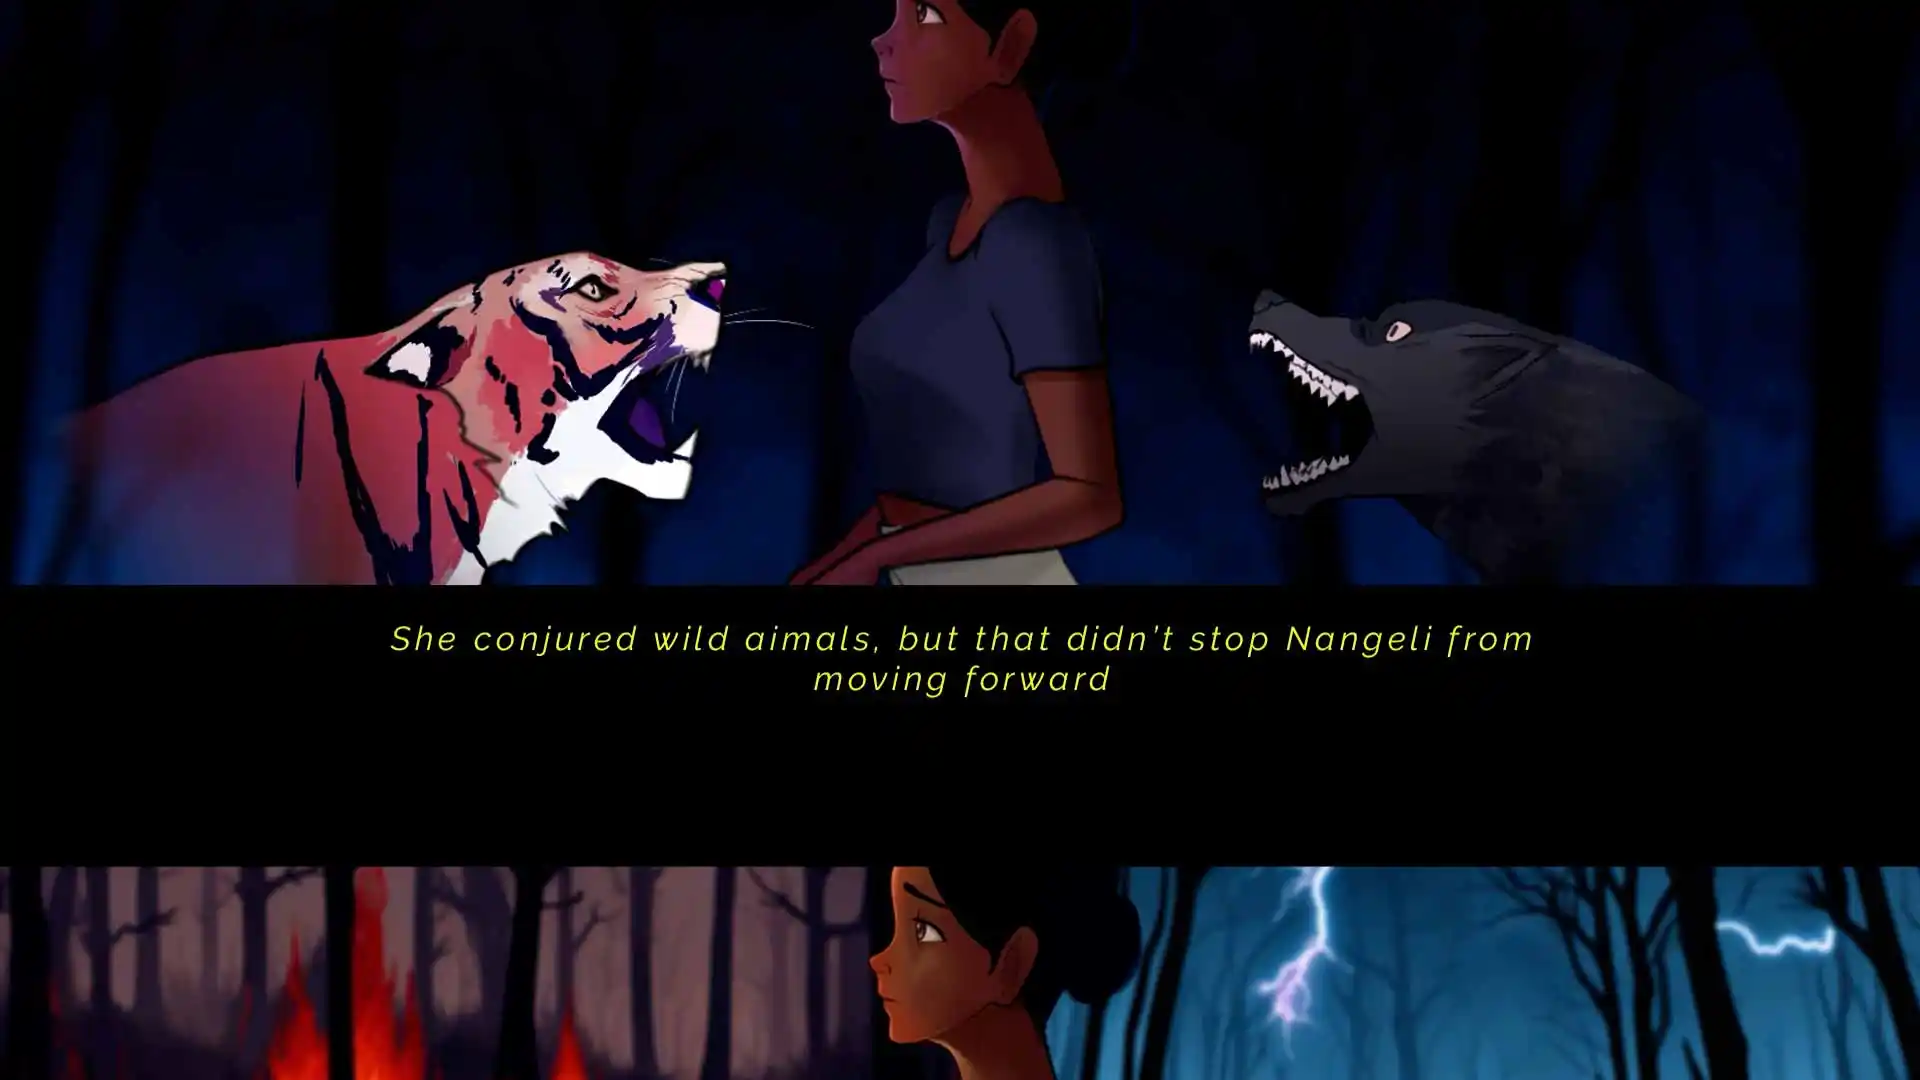 She conjured wild aimals, but that didn’t stop Nangeli from
moving forward